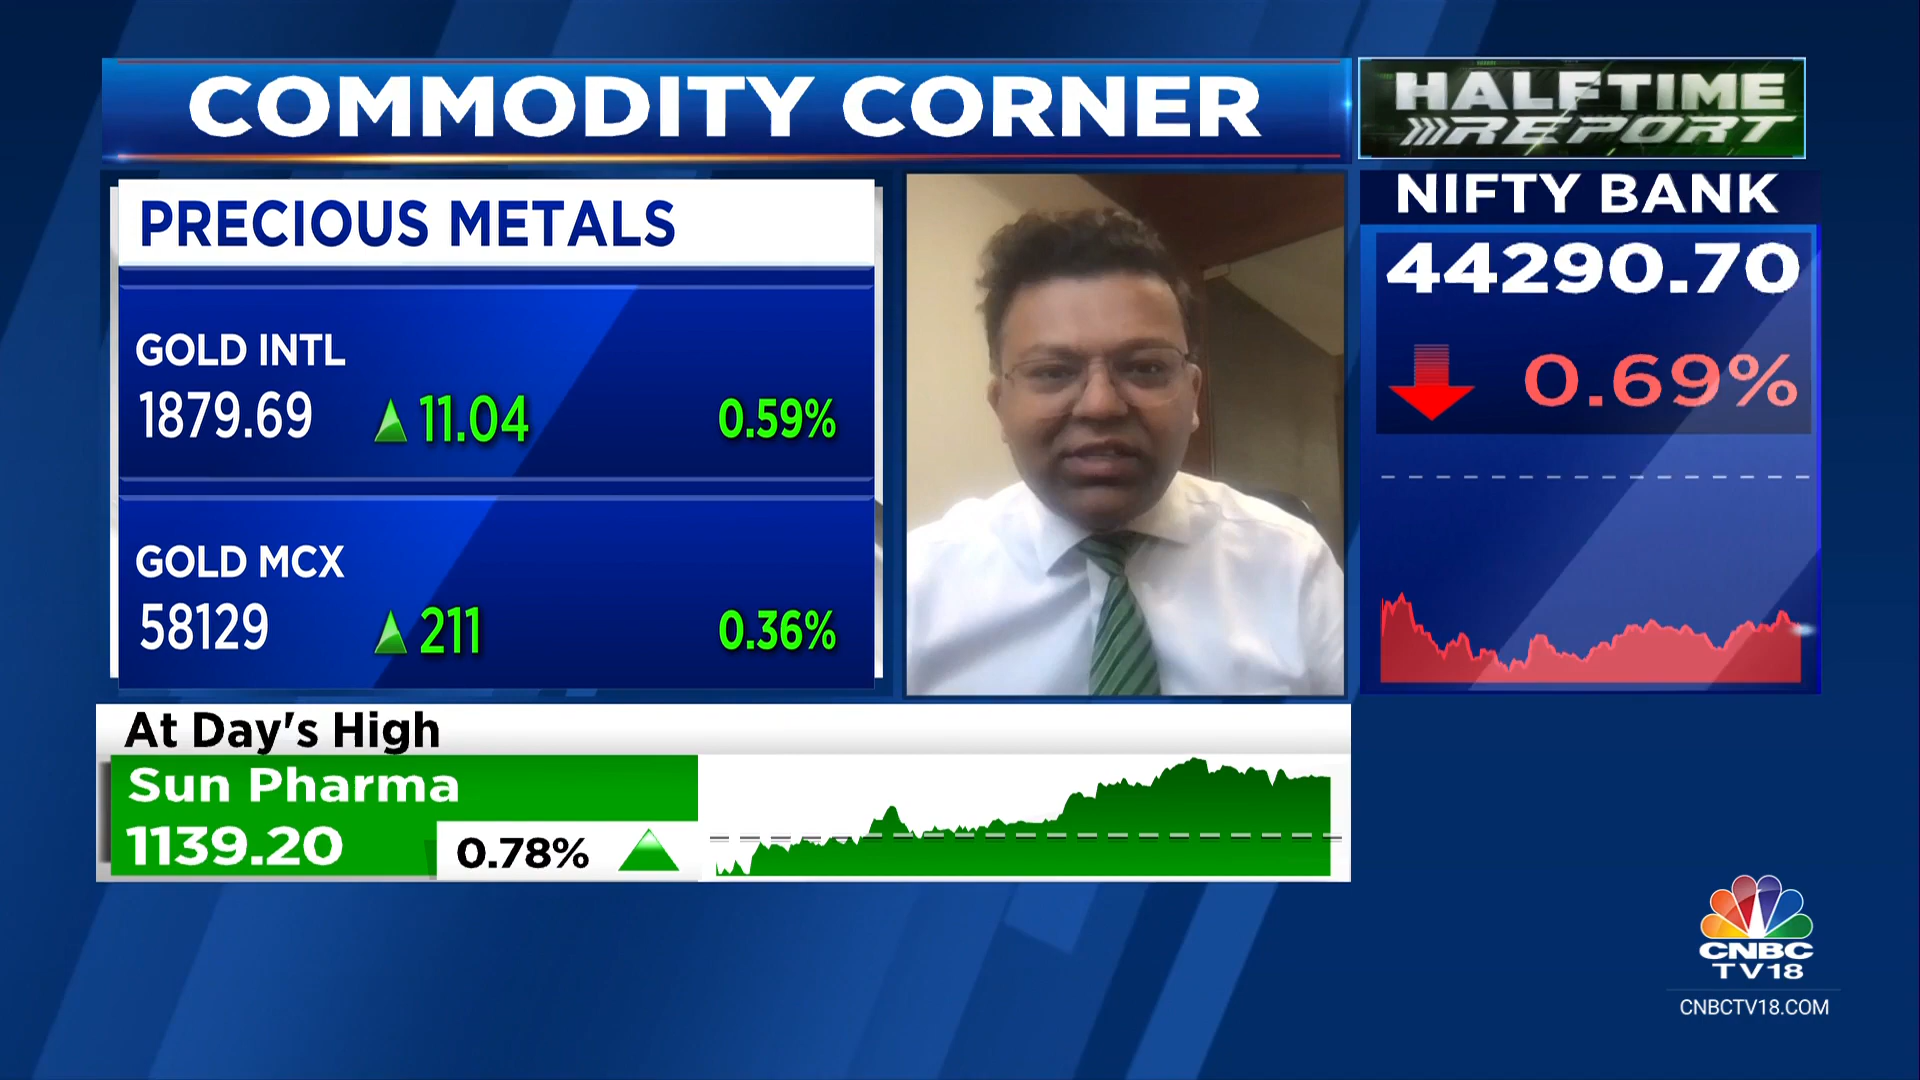 COMMODITY CORNER
HALFTIME
REPORT
PRECIOUS METALS
GOLD INTL
1879.69 ▲ 11.04 0.59%
GOLD MCX
58129 ▲ 211 0.36%
NIFTY BANK
44290.70
0.69%
At Day's High
Sun Pharma
1139.20
0.78%
CNBC
TV18
CNBCTV18.COM